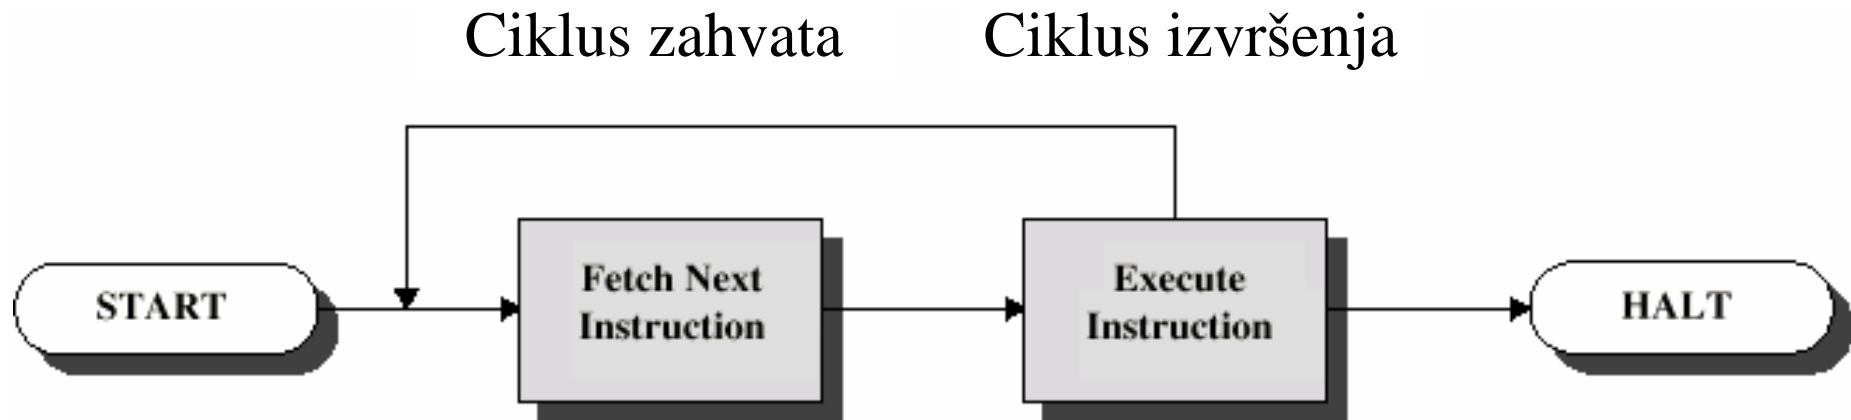 Ciklus zahvata
Ciklus izvršenja
START
Fetch Next
Instruction
Execute
Instruction
HALT